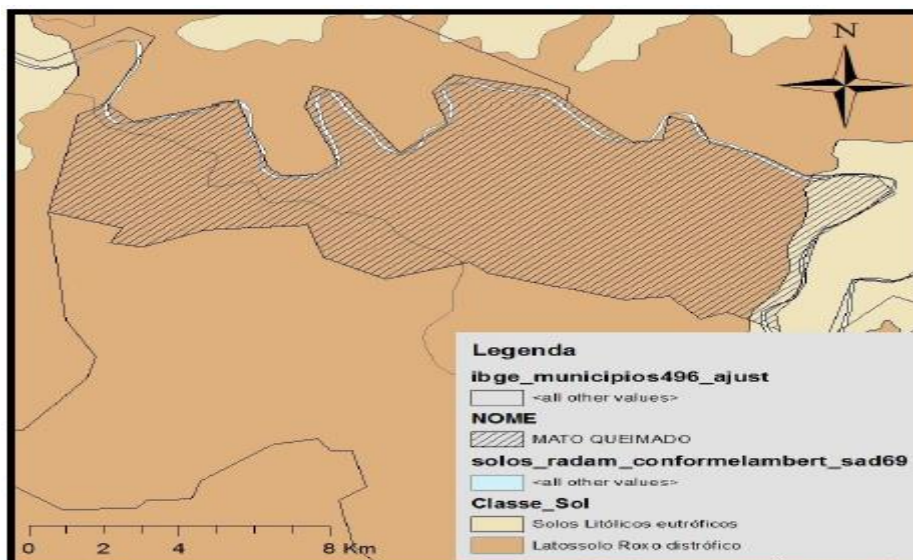 N
Legenda
ibge_municipios496_ajust
<all other values>
NOME
MATO QUEIMADO
solos_radam_conformelambert_sad69
<all other values>
Classe_Sol
Solos Litólicos eutróficos
Latossolo Roxo distrófico
0 2 4 8 Km